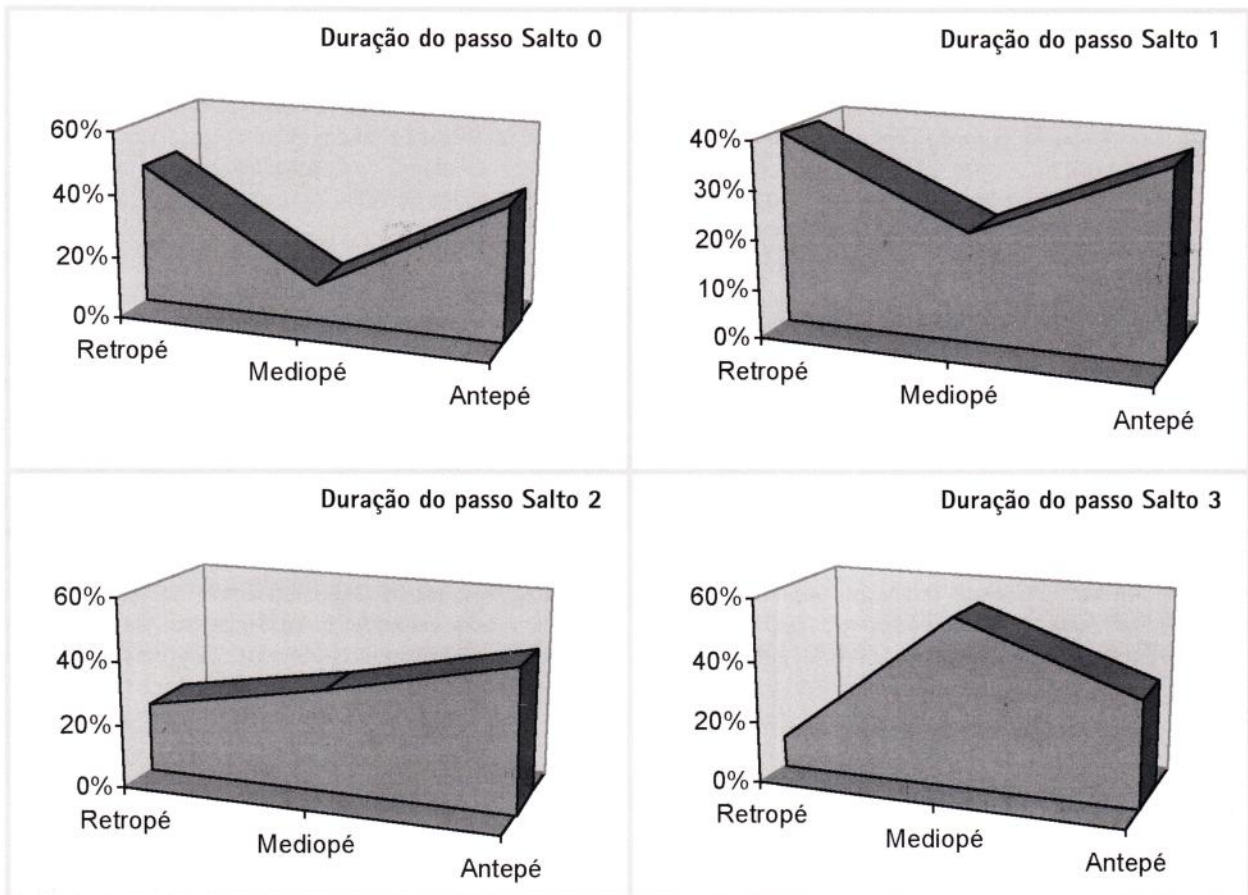 Duração do passo Salto 0
60%
40%
20%
0%
Retropé
Mediopé
Antepé
Duração do passo Salto 1
40%
30%
20%
10%
0%
Retropé
Mediopé
Antepé
Duração do passo Salto 2
60%
40%
20%
0%
Retropé
Mediopé
Antepé
Duração do passo Salto 3
60%
40%
20%
0%
Retropé
Mediopé
Antepé